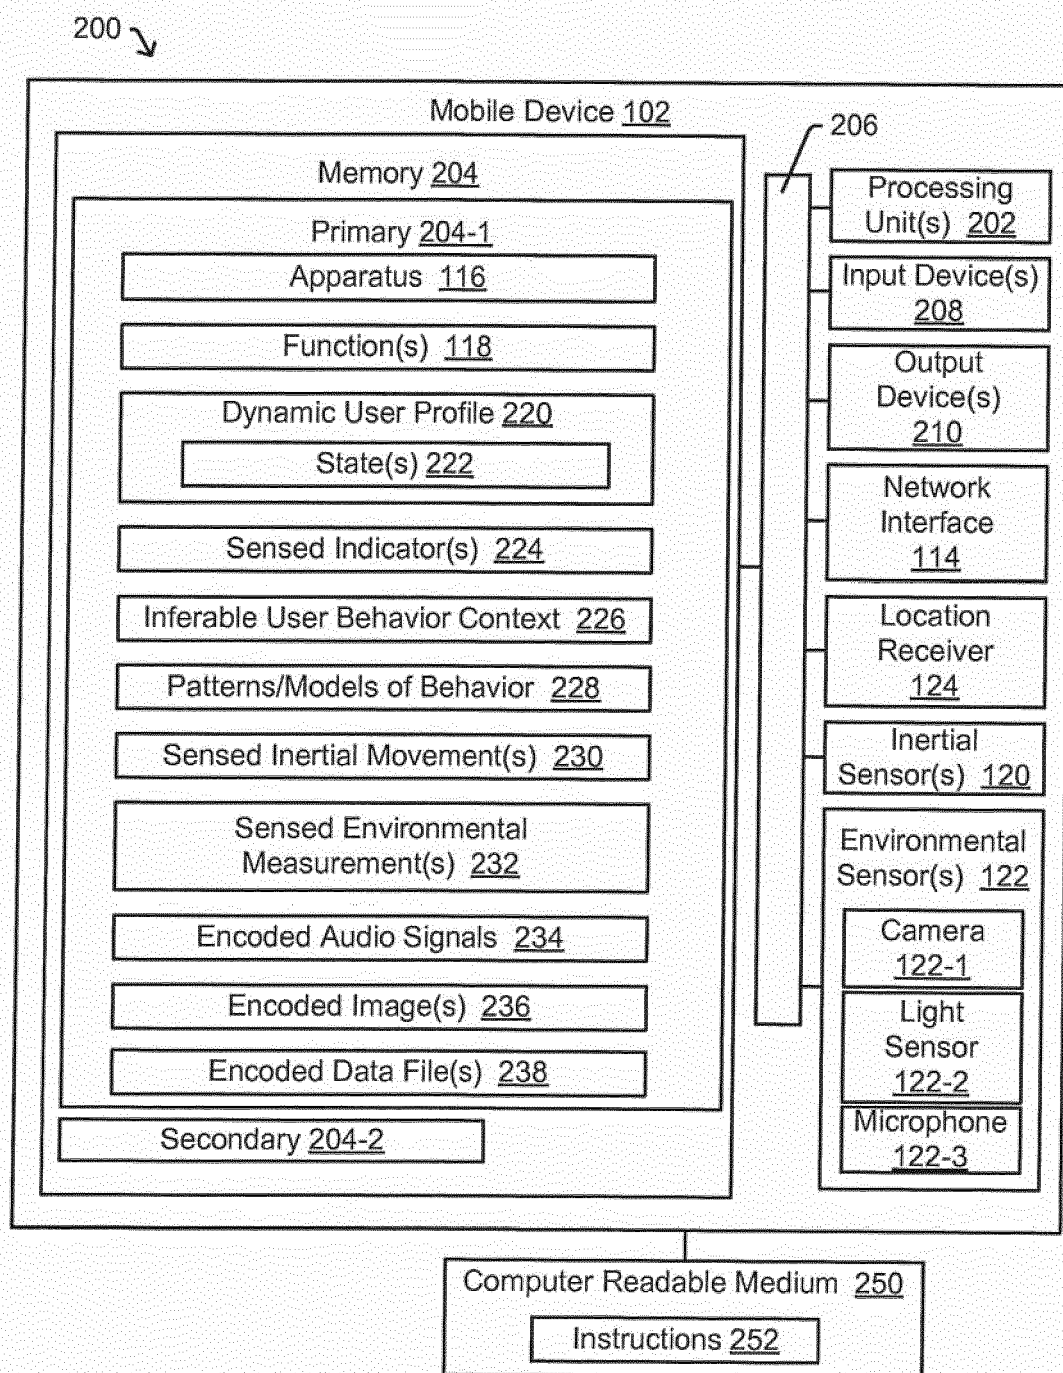 200
Mobile Device 102
206
Memory 204
Primary 204-1
Apparatus 116
Function(s) 118
Dynamic User Profile 220
State(s) 222
Sensed Indicator(s) 224
Inferable User Behavior Context 226
Patterns/Models of Behavior 228
Sensed Inertial Movement(s) 230
Sensed Environmental
Measurement(s) 232
Encoded Audio Signals 234
Encoded Image(s) 236
Encoded Data File(s) 238
Secondary 204-2
Processing
Unit(s) 202
Input Device(s)
208
Output
Device(s)
210
Network
Interface
114
Location
Receiver
124
Inertial
Sensor(s) 120
Environmental
Sensor(s) 122
Camera
122-1
Light
Sensor
122-2
Microphone
122-3
Computer Readable Medium 250
Instructions 252